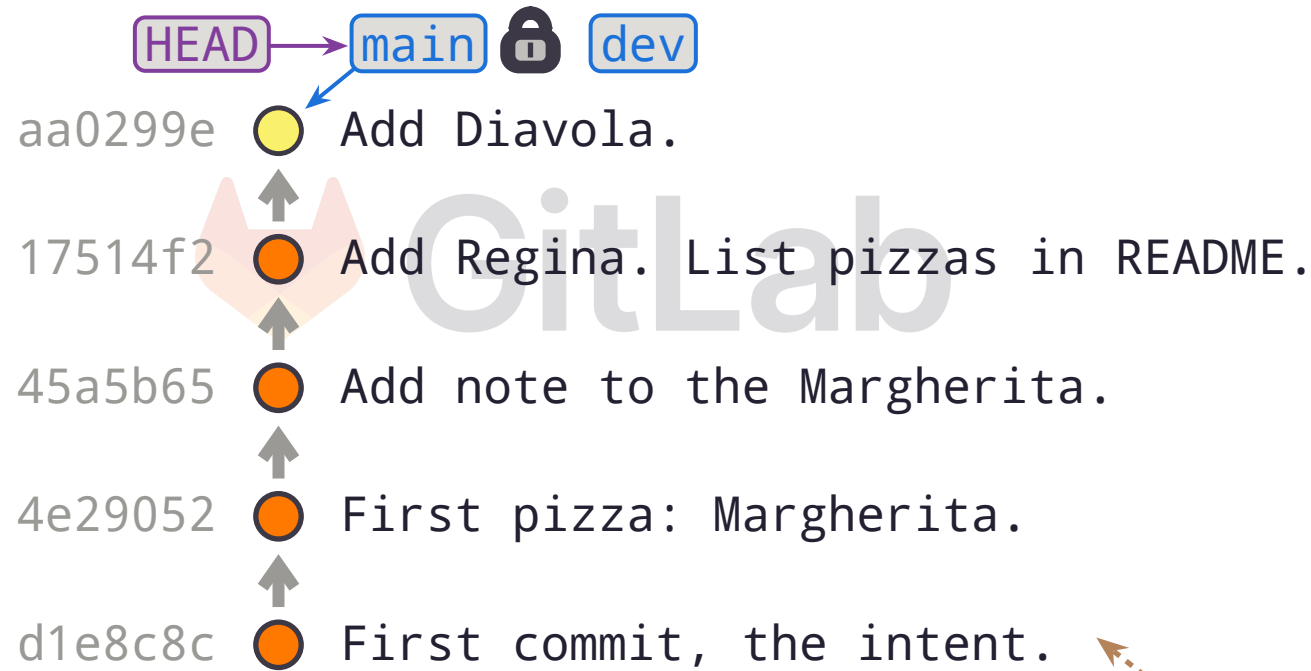 HEAD main dev
aa0299e Add Diavola.
GitLab
17514f2 Add Regina. List pizzas in README.
45a5b65 Add note to the Margherita.
4e29052 First pizza: Margherita.
d1e8c8c First commit, the intent.